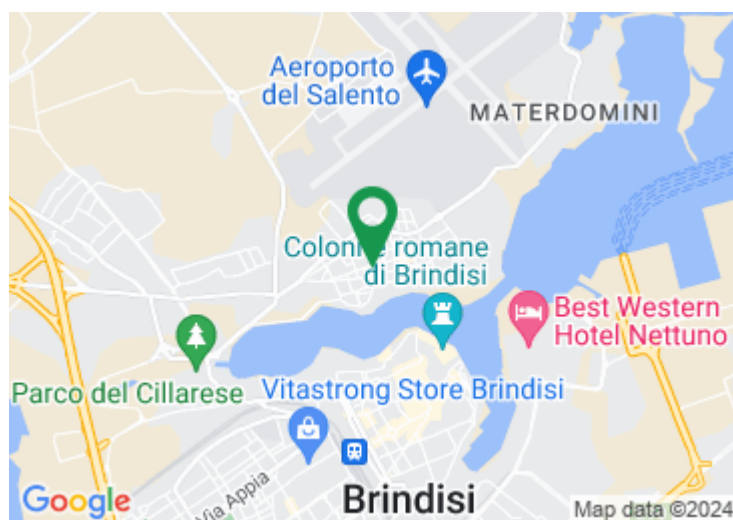 Aeroporto
del Salento
MATERDOMINI
Colonne romane
di Brindisi
Best Western
Hotel Nettuno
Parco del Cillarese
Vitastrong Store Brindisi
Via Appia
Brindisi
Google
Map data ©2024